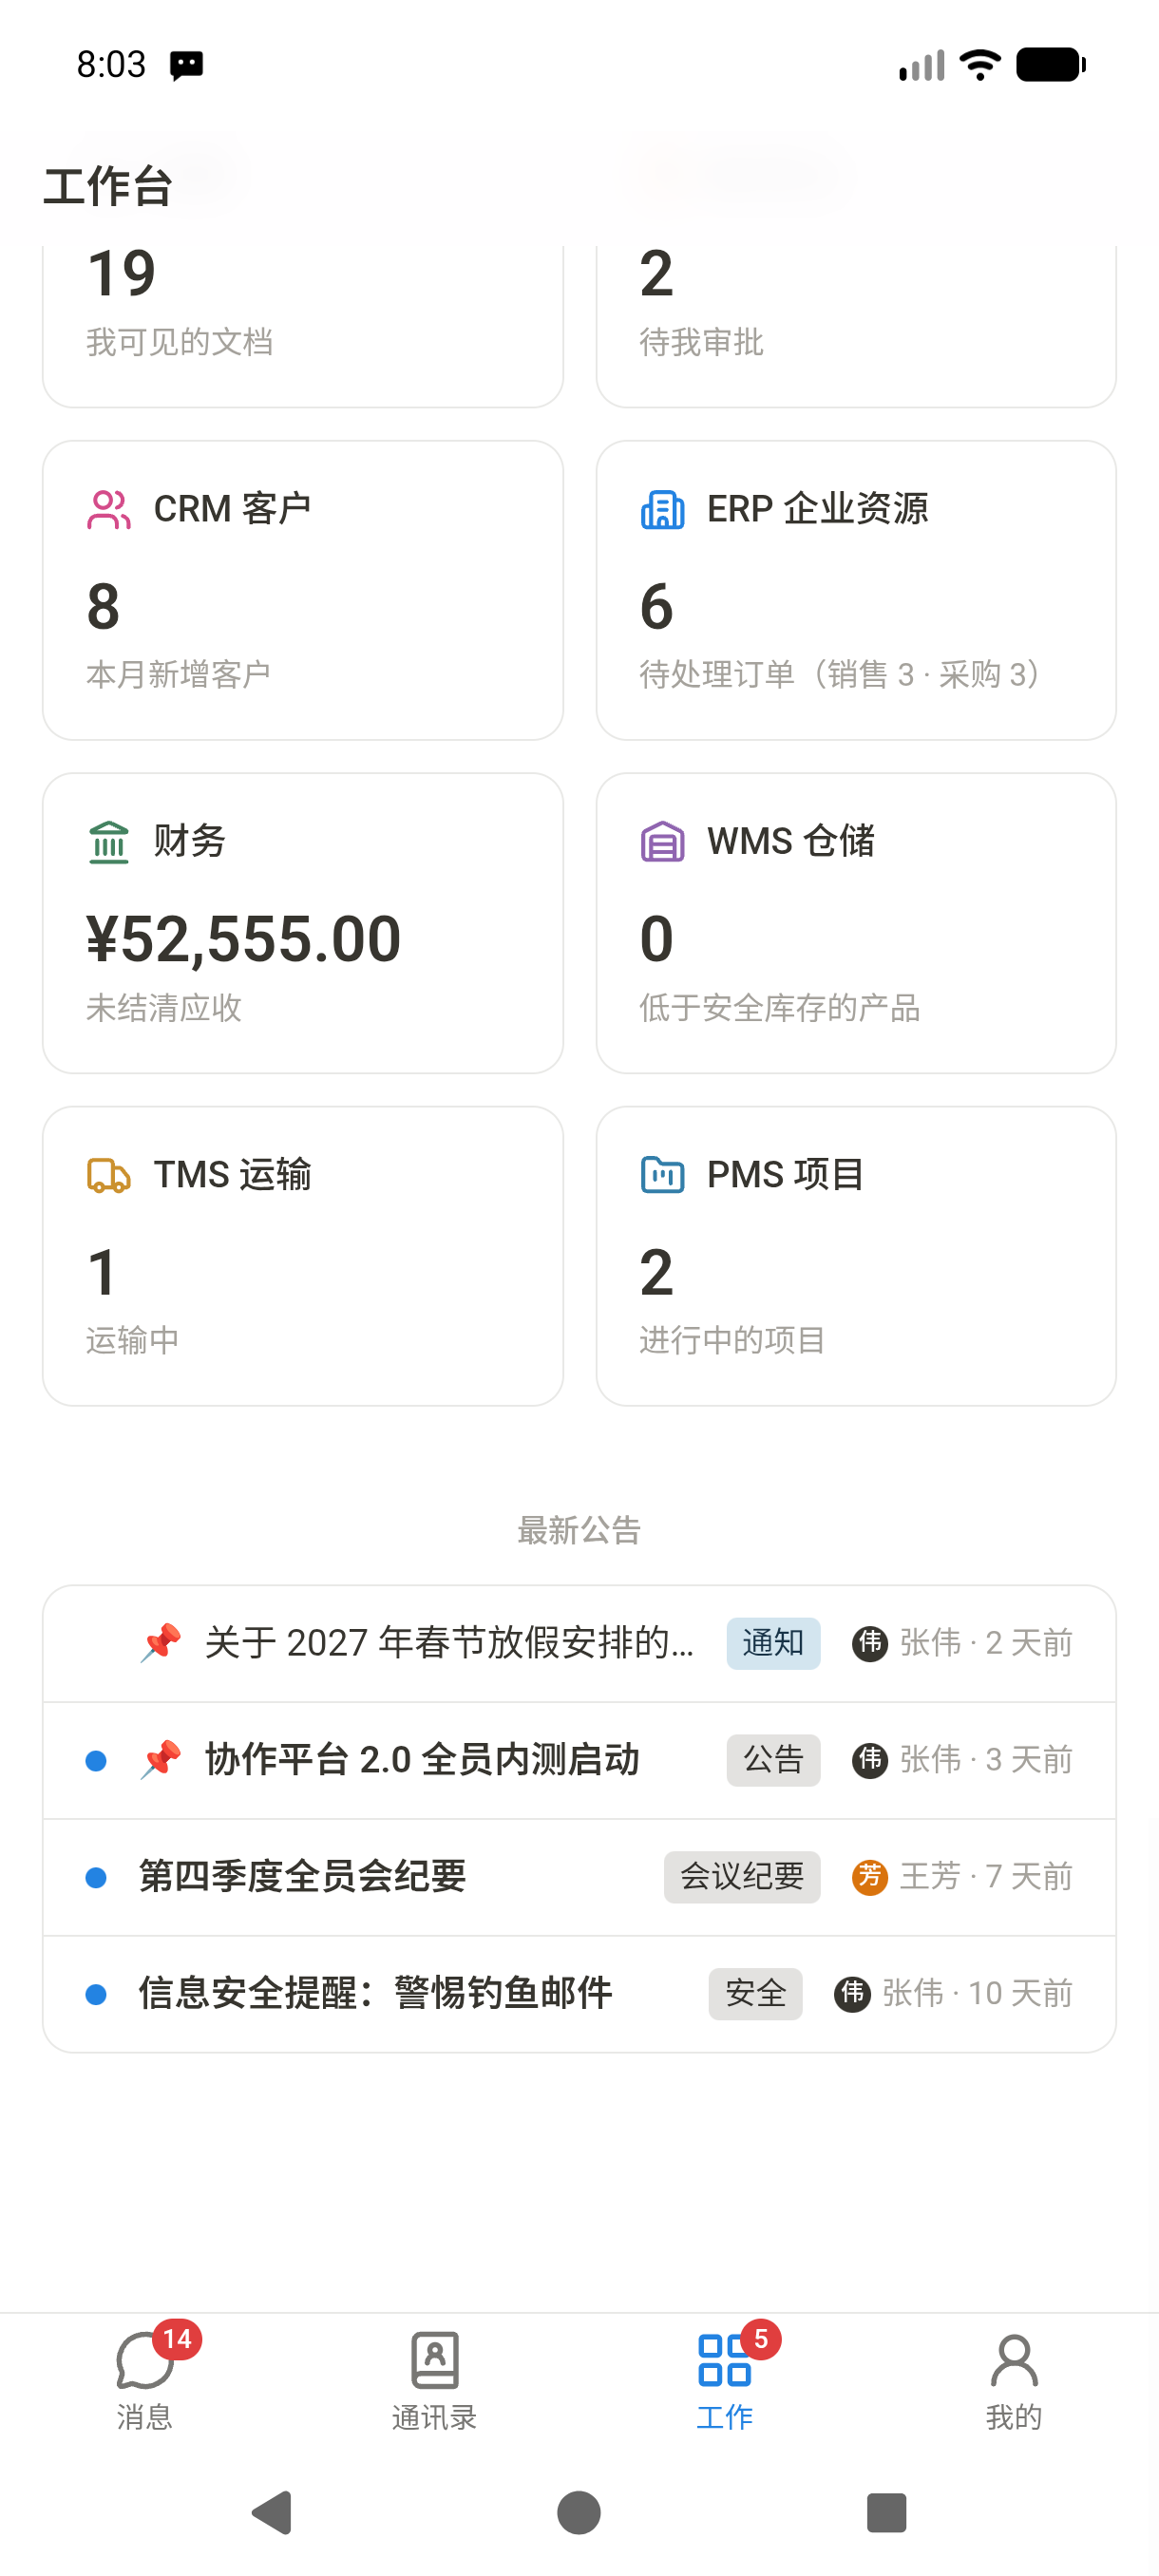 8:03
工作台
19
我可见的文档
2
待我审批
CRM 客户
8
本月新增客户
ERP 企业资源
6
待处理订单（销售 3 · 采购 3）
财务
¥52,555.00
未结清应收
WMS 仓储
0
低于安全库存的产品
TMS 运输
1
运输中
PMS 项目
2
进行中的项目
最新公告
关于 2027 年春节放假安排的... 通知 伟 张伟 · 2 天前
协作平台 2.0 全员内测启动 公告 伟 张伟 · 3 天前
第四季度全员会纪要 会议纪要 芳 王芳 · 7 天前
信息安全提醒：警惕钓鱼邮件 安全 伟 张伟 · 10 天前
14
消息
通讯录
5
工作
我的